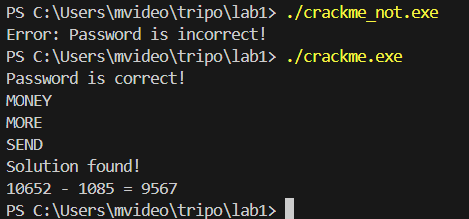 PS C:\Users\mvideo\tripo\lab1> ./crackme_not.exe
Error: Password is incorrect!
PS C:\Users\mvideo\tripo\lab1> ./crackme.exe
Password is correct!
MONEY
MORE
SEND
Solution found!
10652 - 1085 = 9567
PS C:\Users\mvideo\tripo\lab1>